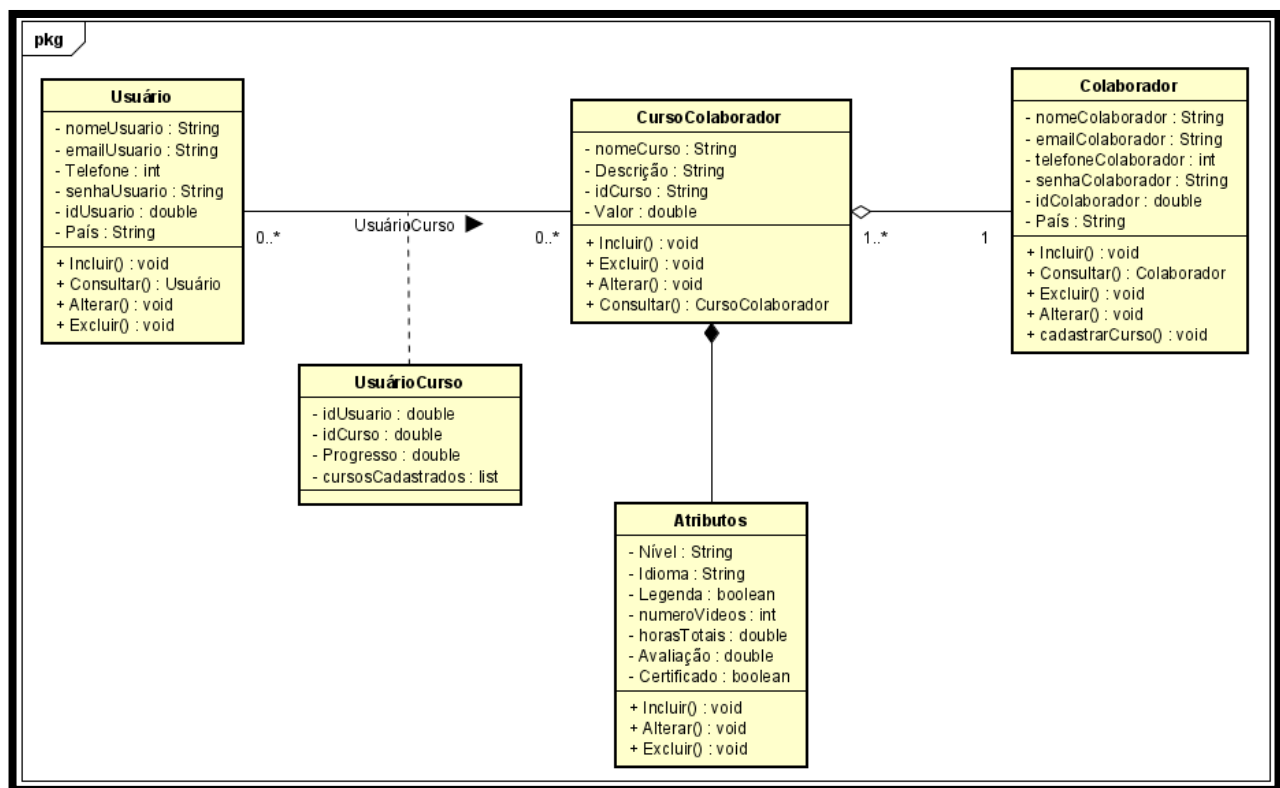 pkg
Usuário
- nomeUsuario : String
- emailUsuario : String
- Telefone : int
- senhaUsuario : String
- idUsuario : double
- País : String
+ Incluir() : void
+ Consultar() : Usuário
+ Alterar() : void
+ Excluir() : void
0..*
UsuárioCurso
0..*
CursoColaborador
- nomeCurso : String
- Descrição : String
- idCurso : String
- Valor : double
+ Incluir() : void
+ Excluir() : void
+ Alterar() : void
+ Consultar() : CursoColaborador
1..*
1
Colaborador
- nomeColaborador : String
- emailColaborador : String
- telefoneColaborador : int
- senhaColaborador : String
- idColaborador : double
- País : String
+ Incluir() : void
+ Consultar() : Colaborador
+ Excluir() : void
+ Alterar() : void
+ cadastrarCurso() : void
UsuárioCurso
- idUsuario : double
- idCurso : double
- Progresso : double
- cursosCadastrados : list
Atributos
- Nível : String
- Idioma : String
- Legenda : boolean
- numeroVideos : int
- horasTotais : double
- Avaliação : double
- Certificado : boolean
+ Incluir() : void
+ Alterar() : void
+ Excluir() : void